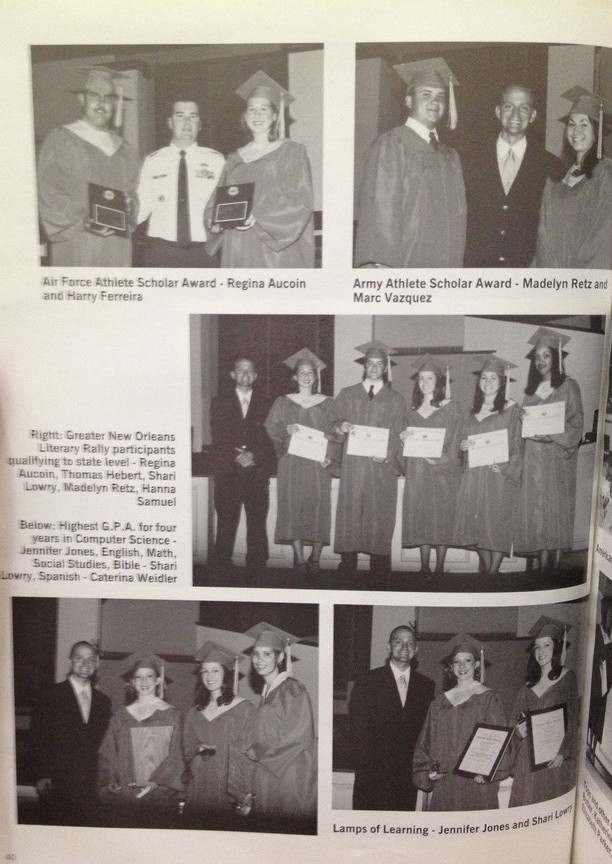 Air Force Athlete Scholar Award - Regina Aucoin
and Harry Ferreira
Army Athlete Scholar Award - Madelyn Retz and
Marc Vazquez
Right: Greater New Orleans
Literary Rally participants
qualifying to state level - Regina
Aucoin, Thomas Hebert, Shari
Lowry, Madelyn Retz, Hanna
Samuel
Below: Highest G.P.A. for four
years in Computer Science -
Jennifer Jones, English, Math,
Social Studies, Bible - Shari
Lowry, Spanish - Caterina Weidler
Lamps of Learning - Jennifer Jones and Shari Lowry
40